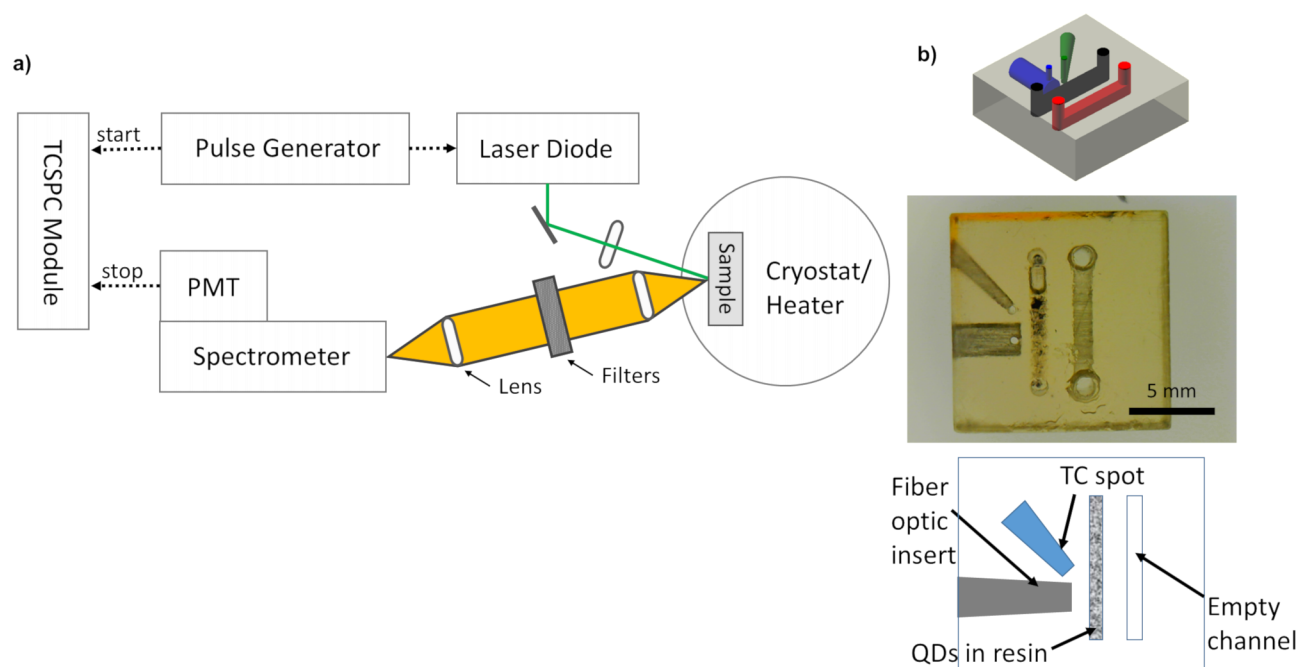 a)
TCSPC Module
start
Pulse Generator
Laser Diode
stop
PMT
Spectrometer
Lens
Filters
Sample
Cryostat/
Heater
b)
5 mm
Fiber
optic
insert
TC spot
QDs in resin
Empty
channel